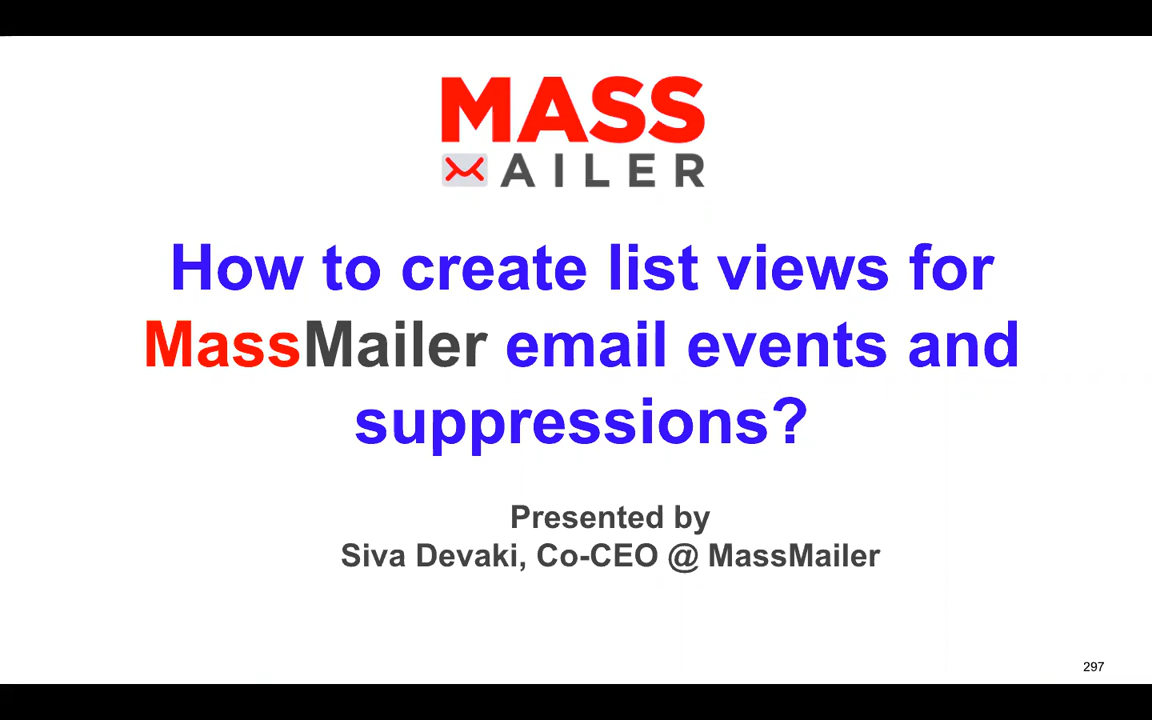 MASS
MAILER
How to create list views for
MassMailer email events and
suppressions?
Presented by
Siva Devaki, Co-CEO @ MassMailer
297